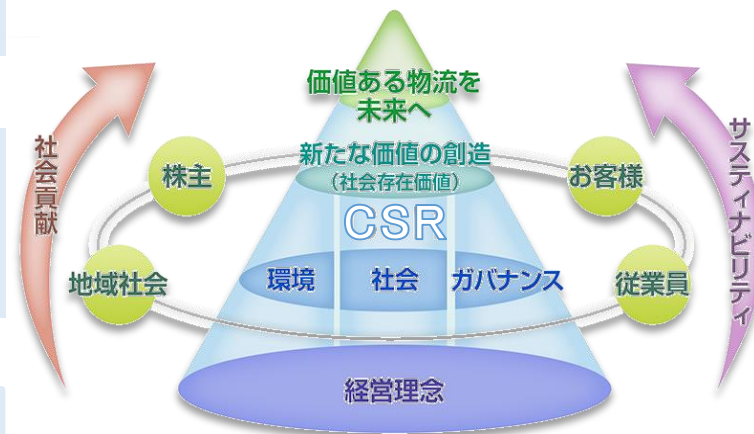 価値ある物流を
未来へ
新たな価値の創造
（社会存在価値）
CSR
環境
社会
ガバナンス
経営理念
株主
お客様
地域社会
従業員
社会貢献
サスティナビリティ